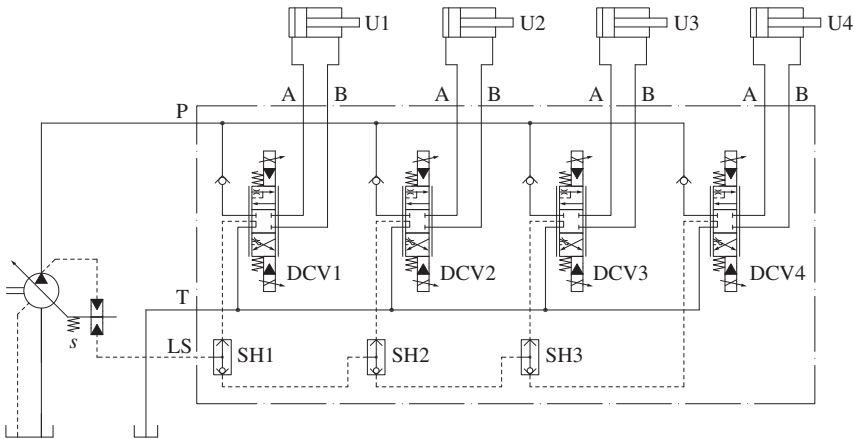 U1 U2 U3 U4
A B A B A B A B
P
DCV1 DCV2 DCV3 DCV4
T
s
LS SH1 SH2 SH3